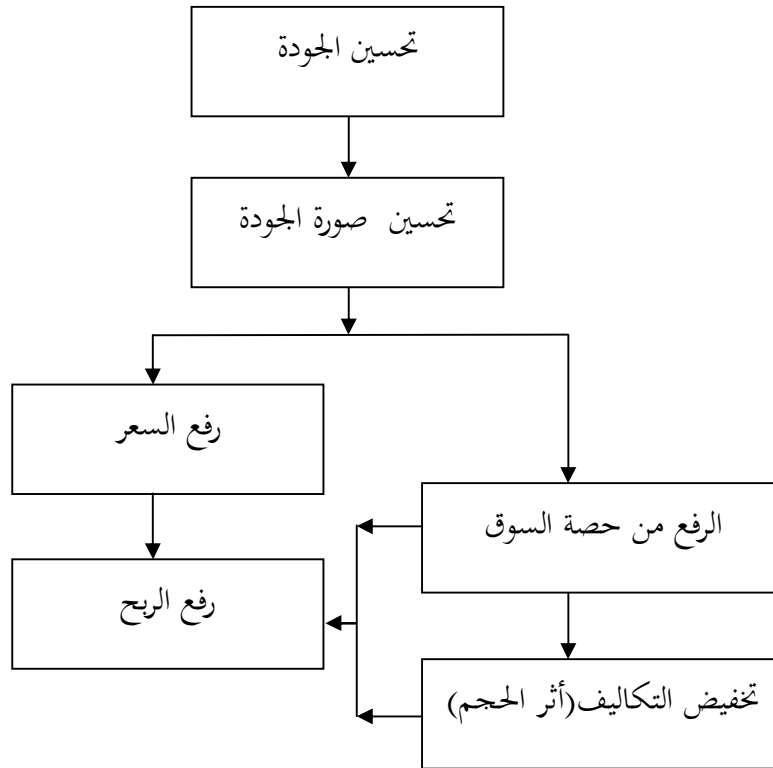 تحسين الجودة
تحسين صورة الجودة
رفع السعر
الرفع من حصة السوق
رفع الربح
تخفيض التكاليف(أثر الحجم)